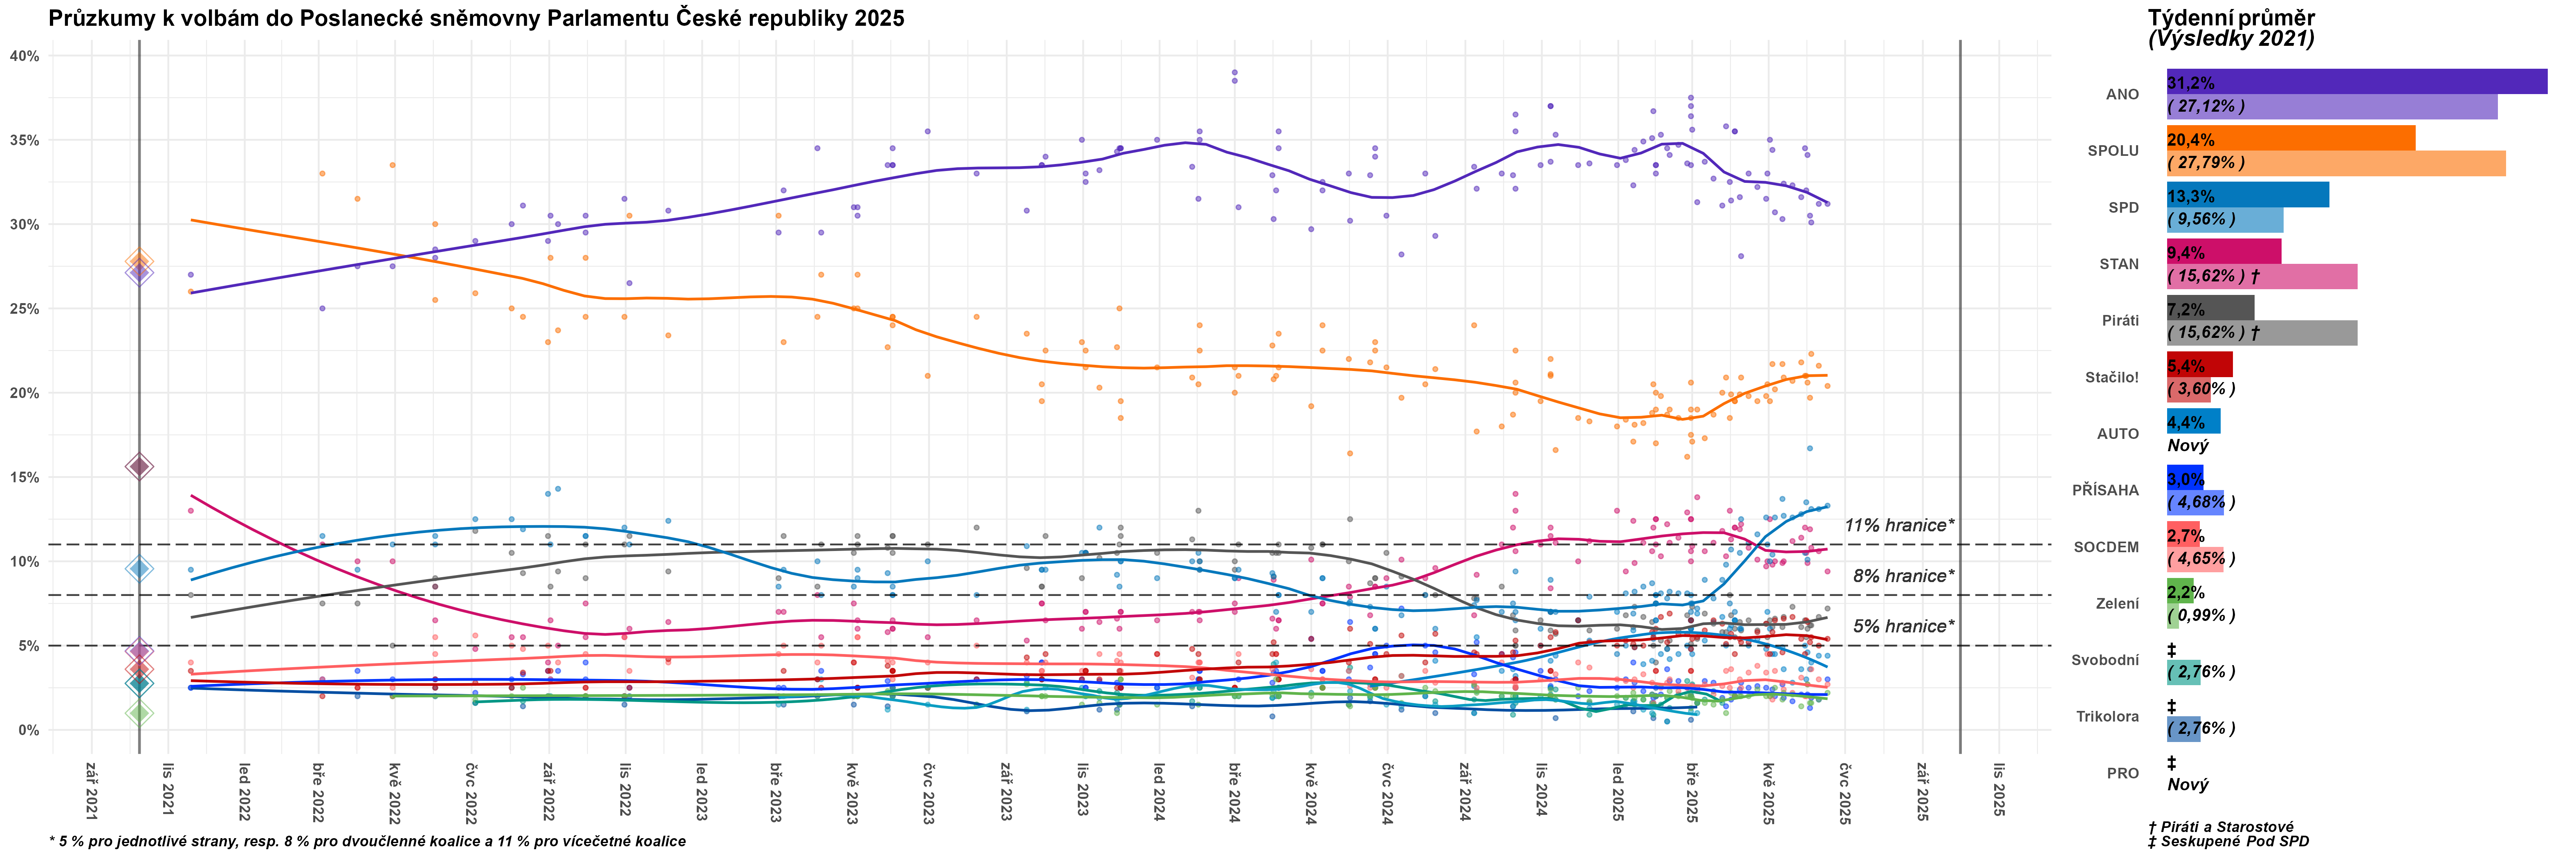 Průzkumy k volbám do Poslanecké sněmovny Parlamentu České republiky 2025
40%
35%
30%
25%
20%
15%
10%
5%
0%
11% hranice*
8% hranice*
5% hranice*
zář 2021
lis 2021
led 2022
bře 2022
kvě 2022
čvc 2022
zář 2022
lis 2022
led 2023
bře 2023
kvě 2023
čvc 2023
zář 2023
lis 2023
led 2024
bře 2024
kvě 2024
čvc 2024
zář 2024
lis 2024
led 2025
bře 2025
kvě 2025
čvc 2025
zář 2025
lis 2025
* 5 % pro jednotlivé strany, resp. 8 % pro dvoučlenné koalice a 11 % pro vícečetné koalice
Týdenní průměr
(Výsledky 2021)
ANO
31,2%
( 27,12% )
SPOLU
20,4%
( 27,79% )
SPD
13,3%
( 9,56% )
STAN
9,4%
( 15,62% ) †
Piráti
7,2%
( 15,62% ) †
Stačilo!
5,4%
( 3,60% )
AUTO
4,4%
Nový
PŘÍSAHA
3,0%
( 4,68% )
SOCDEM
2,7%
( 4,65% )
Zelení
2,2%
( 0,99% )
Svobodní
‡
( 2,76% )
Trikolora
‡
( 2,76% )
PRO
‡
Nový
† Piráti a Starostové
‡ Seskupené Pod SPD